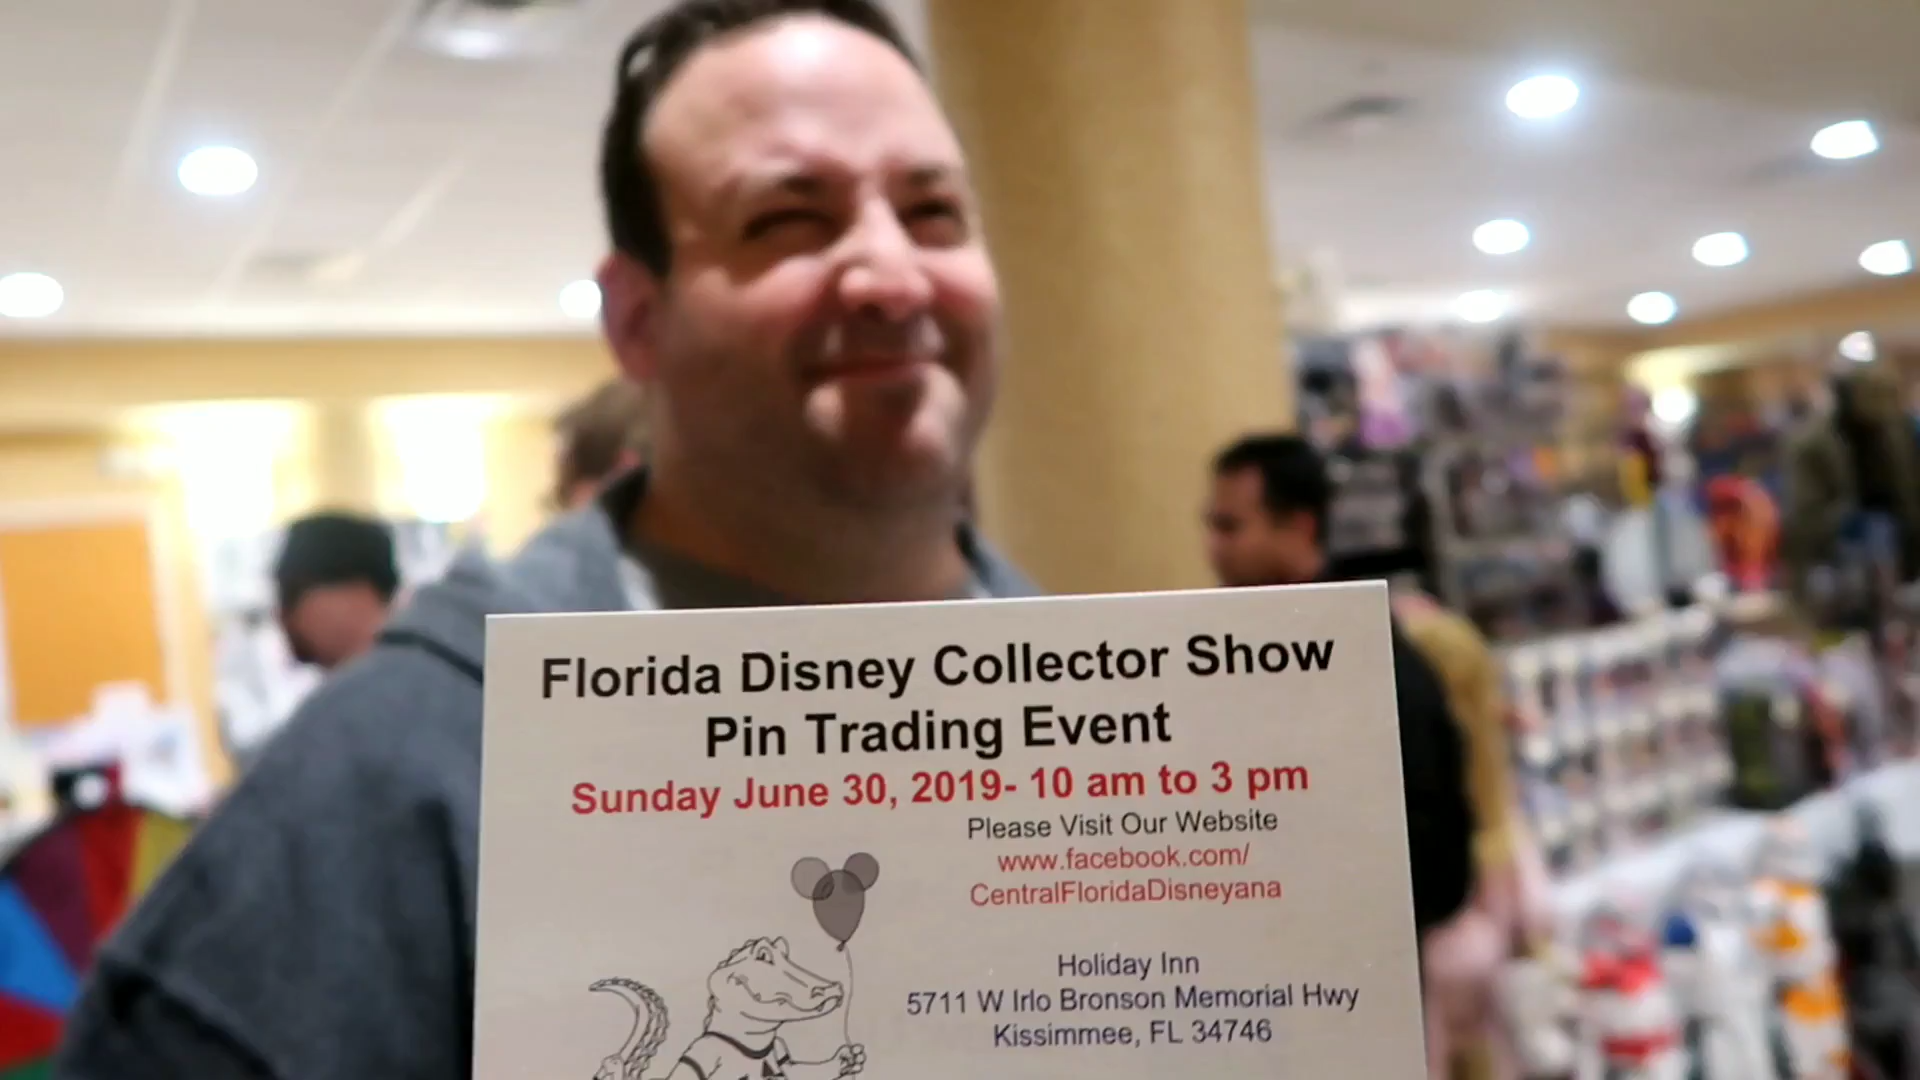 Florida Disney Collector Show
Pin Trading Event
Sunday June 30, 2019- 10 am to 3 pm
Please Visit Our Website
www.facebook.com/
CentralFloridaDisneyana
Holiday Inn
5711 W Irlo Bronson Memorial Hwy
Kissimmee, FL 34746